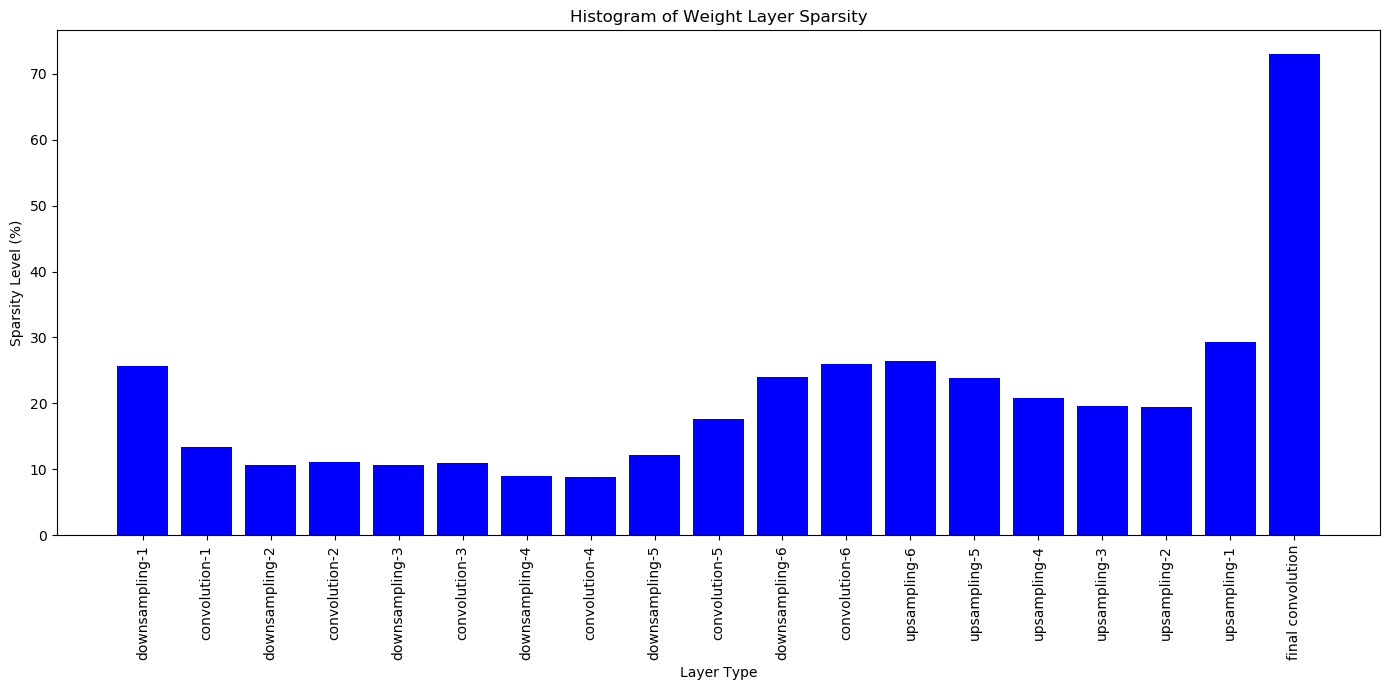 Histogram of Weight Layer Sparsity
Sparsity Level (%)
70
60
50
40
30
20
10
0
downsampling-1
convolution-1
downsampling-2
convolution-2
downsampling-3
convolution-3
downsampling-4
convolution-4
downsampling-5
convolution-5
downsampling-6
convolution-6
upsampling-6
upsampling-5
upsampling-4
upsampling-3
upsampling-2
upsampling-1
final convolution
Layer Type